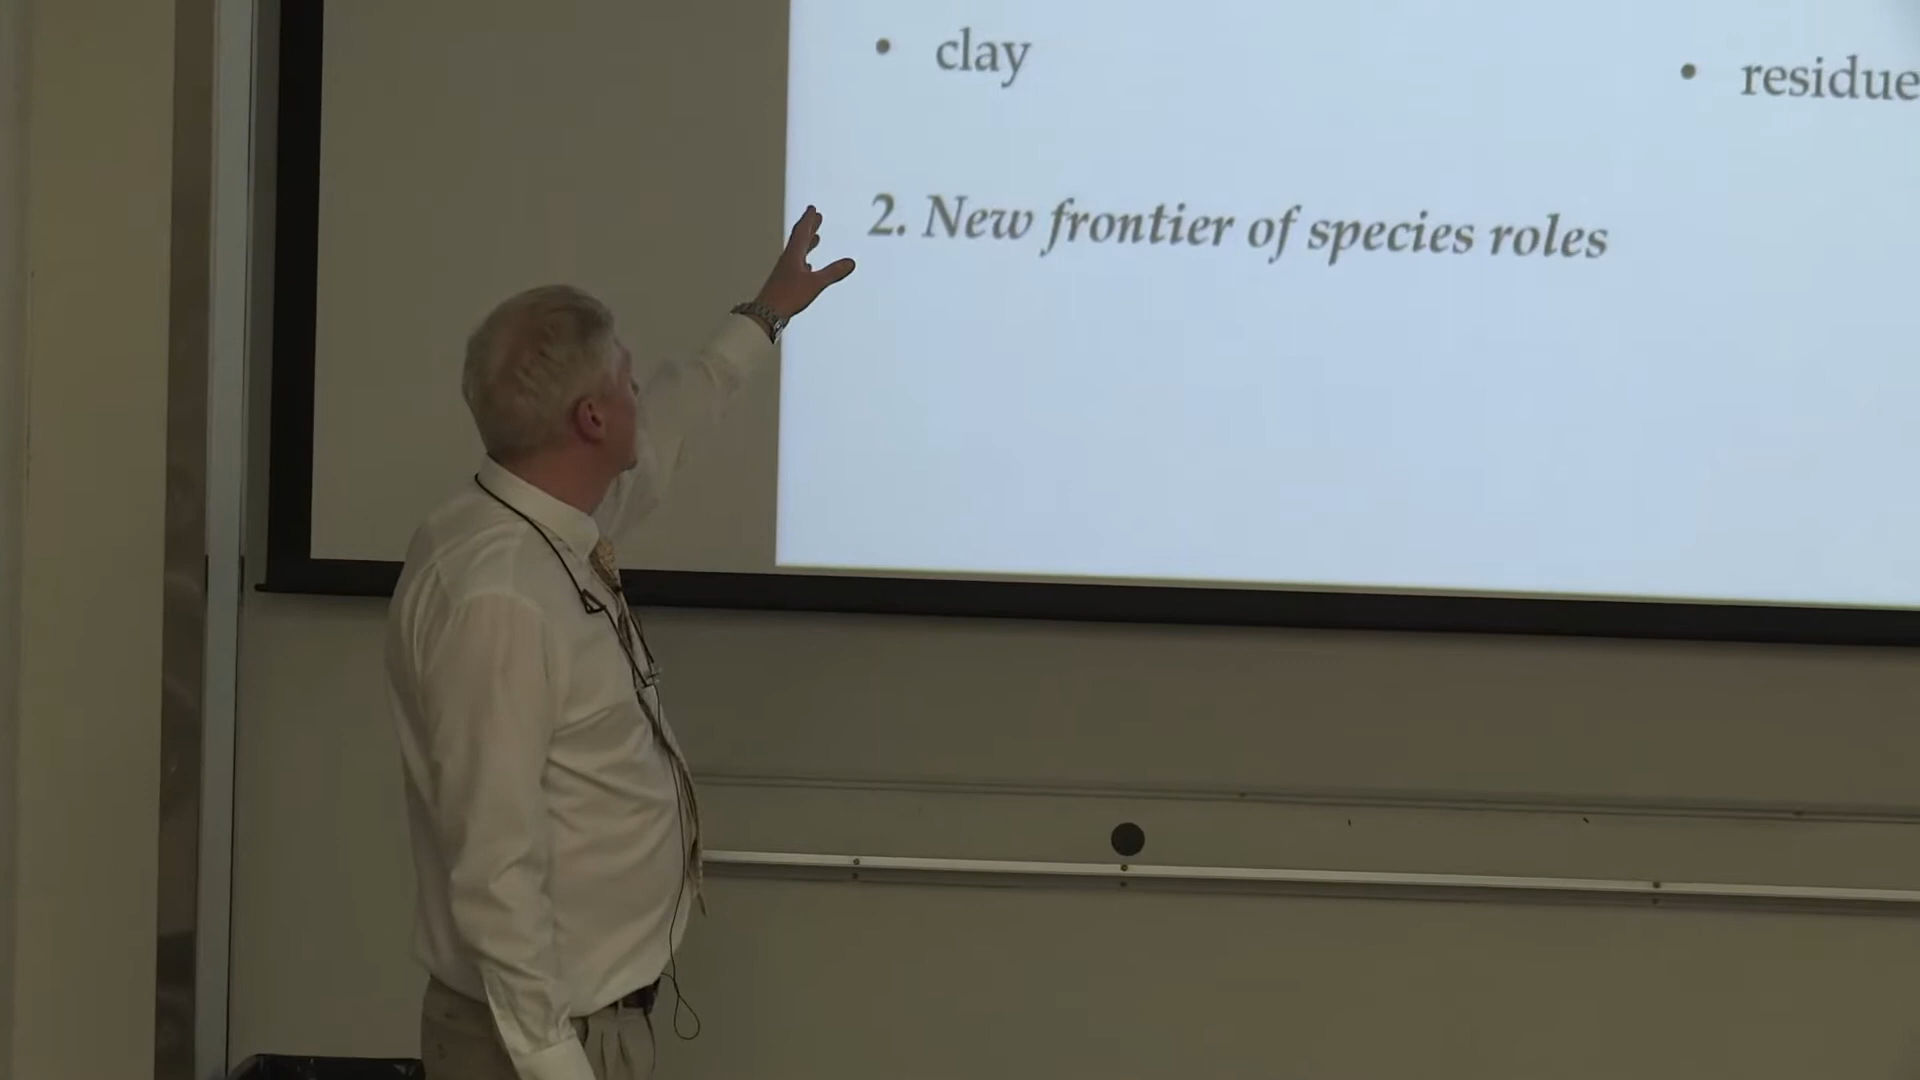 • clay
• residue
2. New frontier of species roles